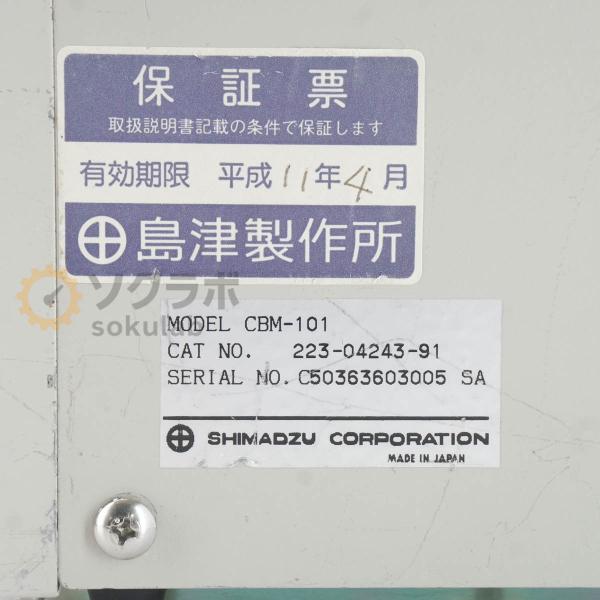 保証票
取扱説明書記載の条件で保証します
有効期限 平成 11 年 4 月
島津製作所
ソクラボ
sokulab
MODEL CBM-101
CAT NO. 223-04243-91
SERIAL NO. C50363603005 SA
SHIMADZU CORPORATION
MADE IN JAPAN